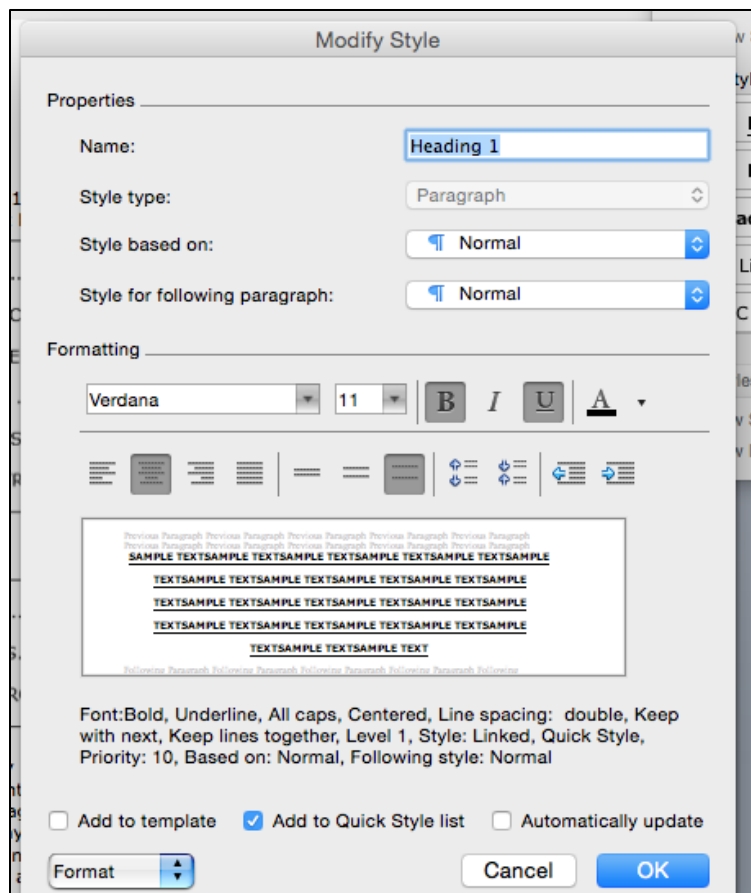 Modify Style
Properties
Name:
Heading 1
Style type:
Paragraph
Style based on:
¶ Normal
Style for following paragraph:
¶ Normal
Formatting
Verdana
11
B I U A
Previous Paragraph Previous Paragraph Previous Paragraph Previous Paragraph
Previous Paragraph Previous Paragraph Previous Paragraph Previous Paragraph
SAMPLE TEXTSAMPLE TEXTSAMPLE TEXTSAMPLE TEXTSAMPLE TEXTSAMPLE
TEXTSAMPLE TEXTSAMPLE TEXTSAMPLE TEXTSAMPLE TEXTSAMPLE
TEXTSAMPLE TEXTSAMPLE TEXTSAMPLE TEXTSAMPLE TEXTSAMPLE
TEXTSAMPLE TEXTSAMPLE TEXTSAMPLE TEXTSAMPLE TEXTSAMPLE
TEXTSAMPLE TEXTSAMPLE TEXT
Following Paragraph Following Paragraph Following Paragraph Following
Font:Bold, Underline, All caps, Centered, Line spacing: double, Keep
with next, Keep lines together, Level 1, Style: Linked, Quick Style,
Priority: 10, Based on: Normal, Following style: Normal
Add to template
Add to Quick Style list
Automatically update
Format
Cancel
OK